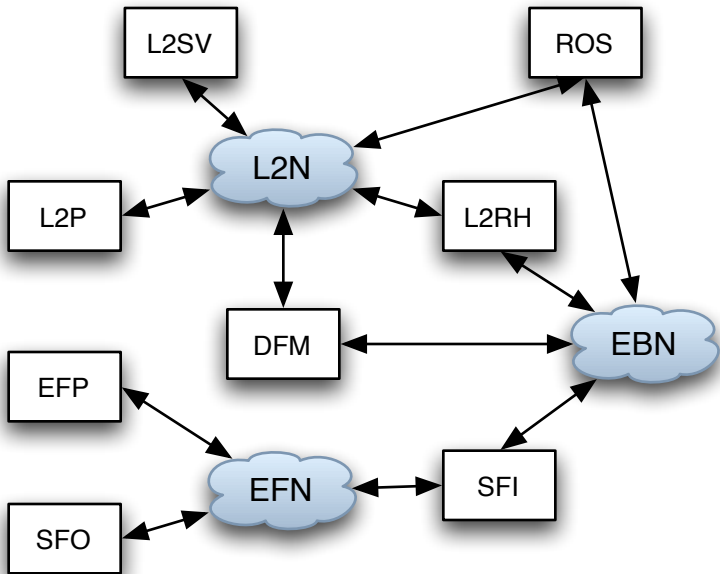 L2SV
ROS
L2N
L2P
L2RH
DFM
EBN
EFP
EFN
SFI
SFO